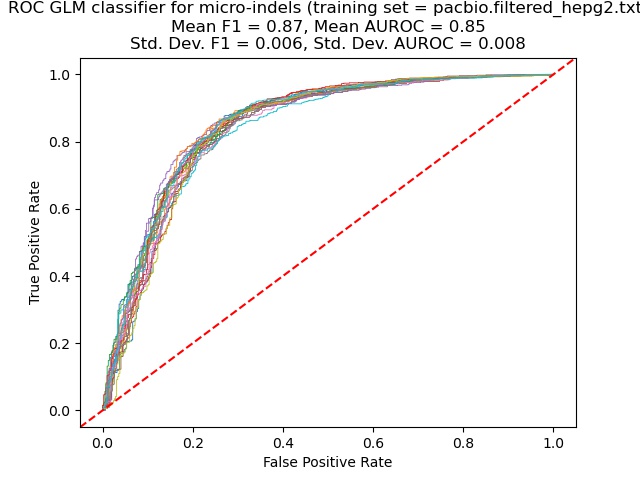 ROC GLM classifier for micro-indels (training set = pacbio.filtered_hepg2.txt
Mean F1 = 0.87, Mean AUROC = 0.85
Std. Dev. F1 = 0.006, Std. Dev. AUROC = 0.008
1.0
0.8
0.6
0.4
0.2
0.0
True Positive Rate
0.0 0.2 0.4 0.6 0.8 1.0
False Positive Rate